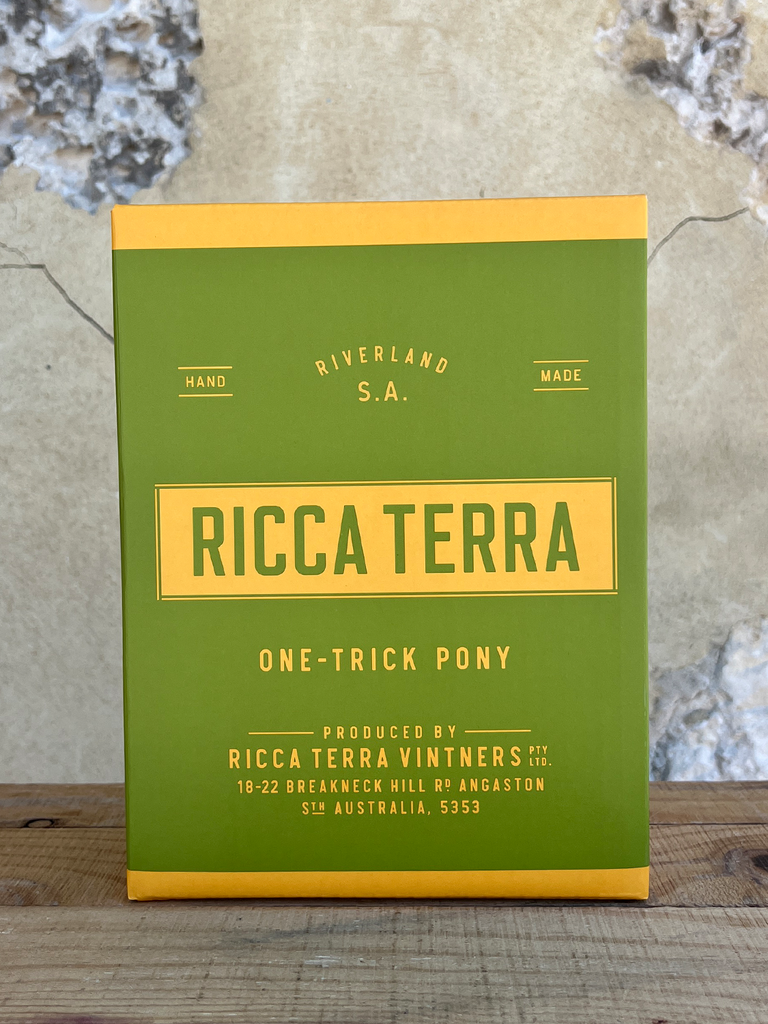 HAND
RIVERLAND
MADE
S.A.
RICCA TERRA
ONE-TRICK PONY
PRODUCED BY
RICCA TERRA VINTNERS PTY LTD.
18-22 BREAKNECK HILL RD ANGASTON
STH AUSTRALIA, 5353